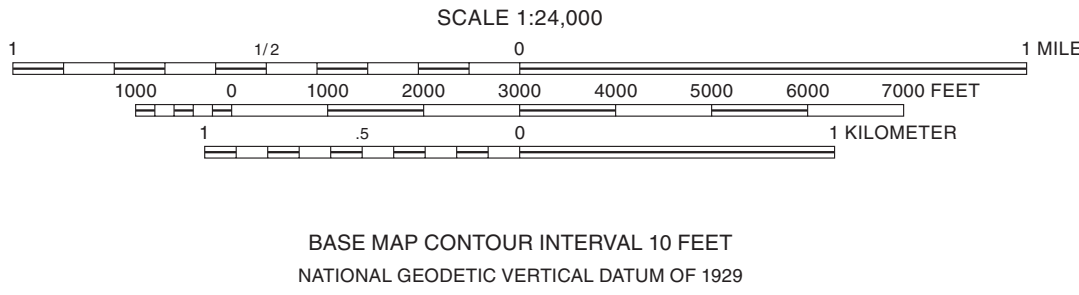 SCALE 1:24,000
1 1/2 0 1 MILE
1000 0 1000 2000 3000 4000 5000 6000 7000 FEET
1 .5 0 1 KILOMETER
BASE MAP CONTOUR INTERVAL 10 FEET
NATIONAL GEODETIC VERTICAL DATUM OF 1929